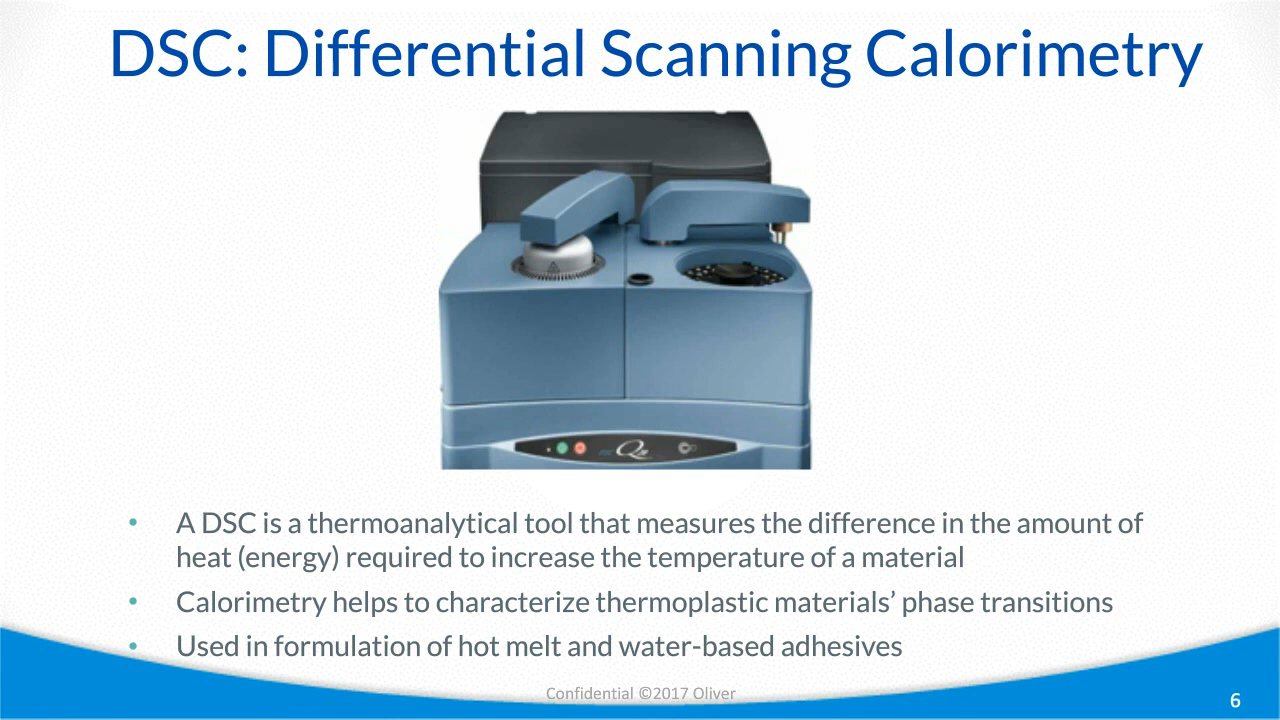 DSC: Differential Scanning Calorimetry
• A DSC is a thermoanalytical tool that measures the difference in the amount of
heat (energy) required to increase the temperature of a material
• Calorimetry helps to characterize thermoplastic materials’ phase transitions
• Used in formulation of hot melt and water-based adhesives
Confidential ©2017 Oliver
6